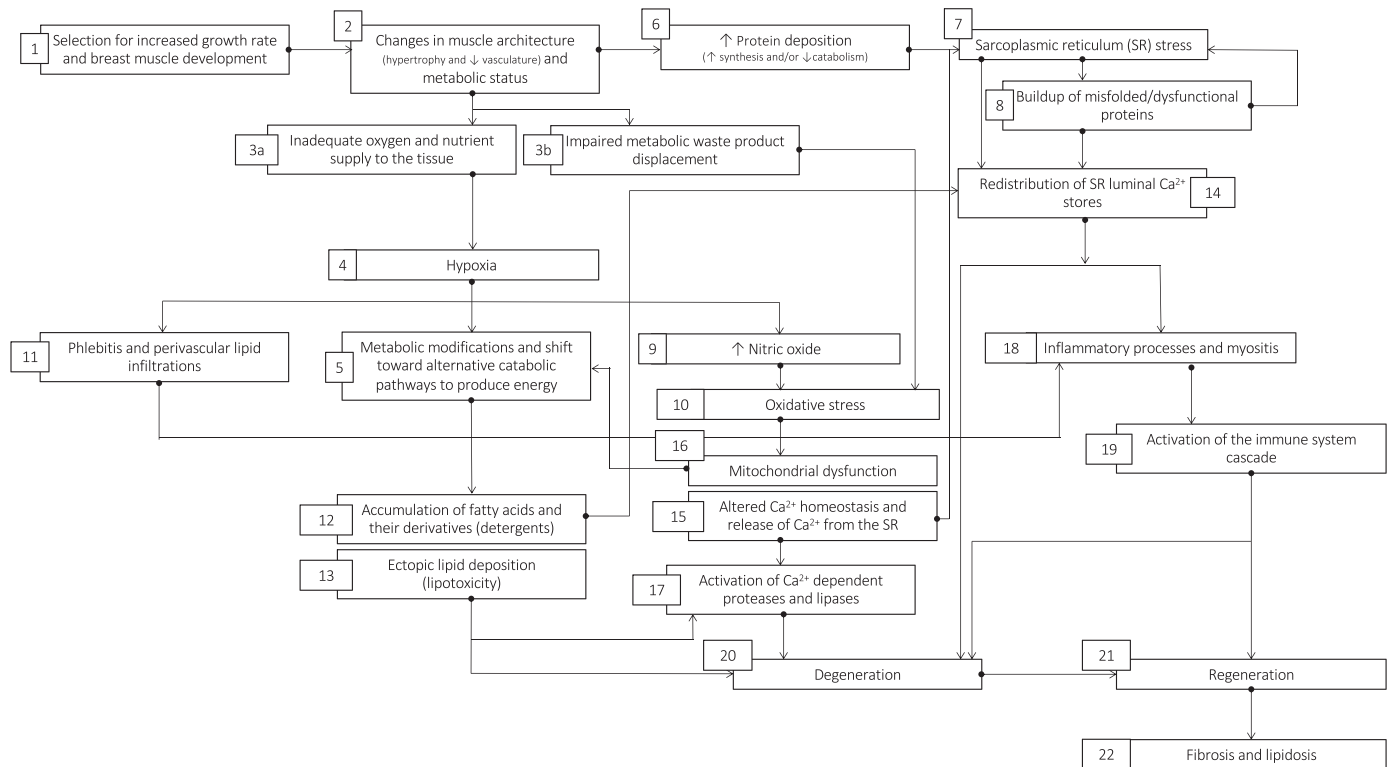 1
Selection for increased growth rate
and breast muscle development
2
Changes in muscle architecture
(hypertrophy and ↓ vasculature) and
metabolic status
6
↑ Protein deposition
(↑ synthesis and/or ↓catabolism)
7
Sarcoplasmic reticulum (SR) stress
8
Buildup of misfolded/dysfunctional
proteins
3a
Inadequate oxygen and nutrient
supply to the tissue
3b
Impaired metabolic waste product
displacement
Redistribution of SR luminal Ca²⁺
stores
14
4
Hypoxia
11
Phlebitis and perivascular lipid
infiltrations
5
Metabolic modifications and shift
toward alternative catabolic
pathways to produce energy
9
↑ Nitric oxide
18
Inflammatory processes and myositis
10
Oxidative stress
16
Mitochondrial dysfunction
19
Activation of the immune system
cascade
12
Accumulation of fatty acids and
their derivatives (detergents)
15
Altered Ca²⁺ homeostasis and
release of Ca²⁺ from the SR
13
Ectopic lipid deposition
(lipotoxicity)
17
Activation of Ca²⁺ dependent
proteases and lipases
20
Degeneration
21
Regeneration
22
Fibrosis and lipidosis